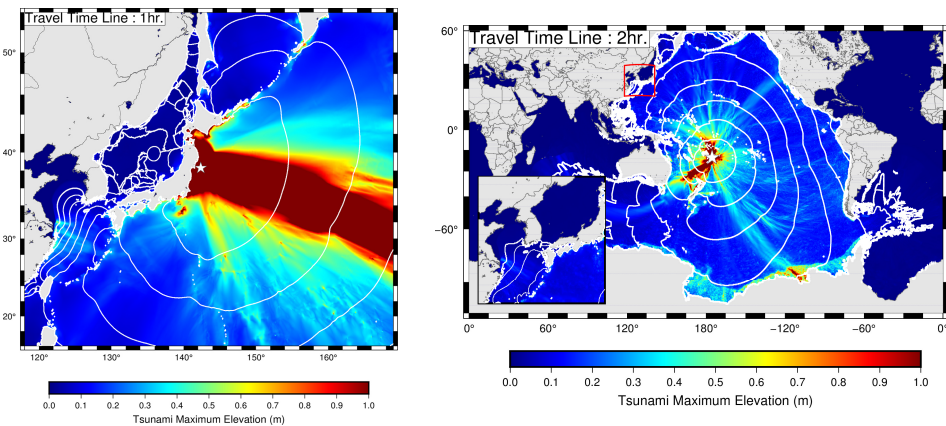 Travel Time Line : 1hr.
50°
40°
30°
20°
120°
130°
140°
150°
160°
0.0 0.1 0.2 0.3 0.4 0.5 0.6 0.7 0.8 0.9 1.0
Tsunami Maximum Elevation (m)
Travel Time Line : 2hr.
60°
0°
−60°
0° 60° 120° 180° −120° −60° 0°
0.0 0.1 0.2 0.3 0.4 0.5 0.6 0.7 0.8 0.9 1.0
Tsunami Maximum Elevation (m)